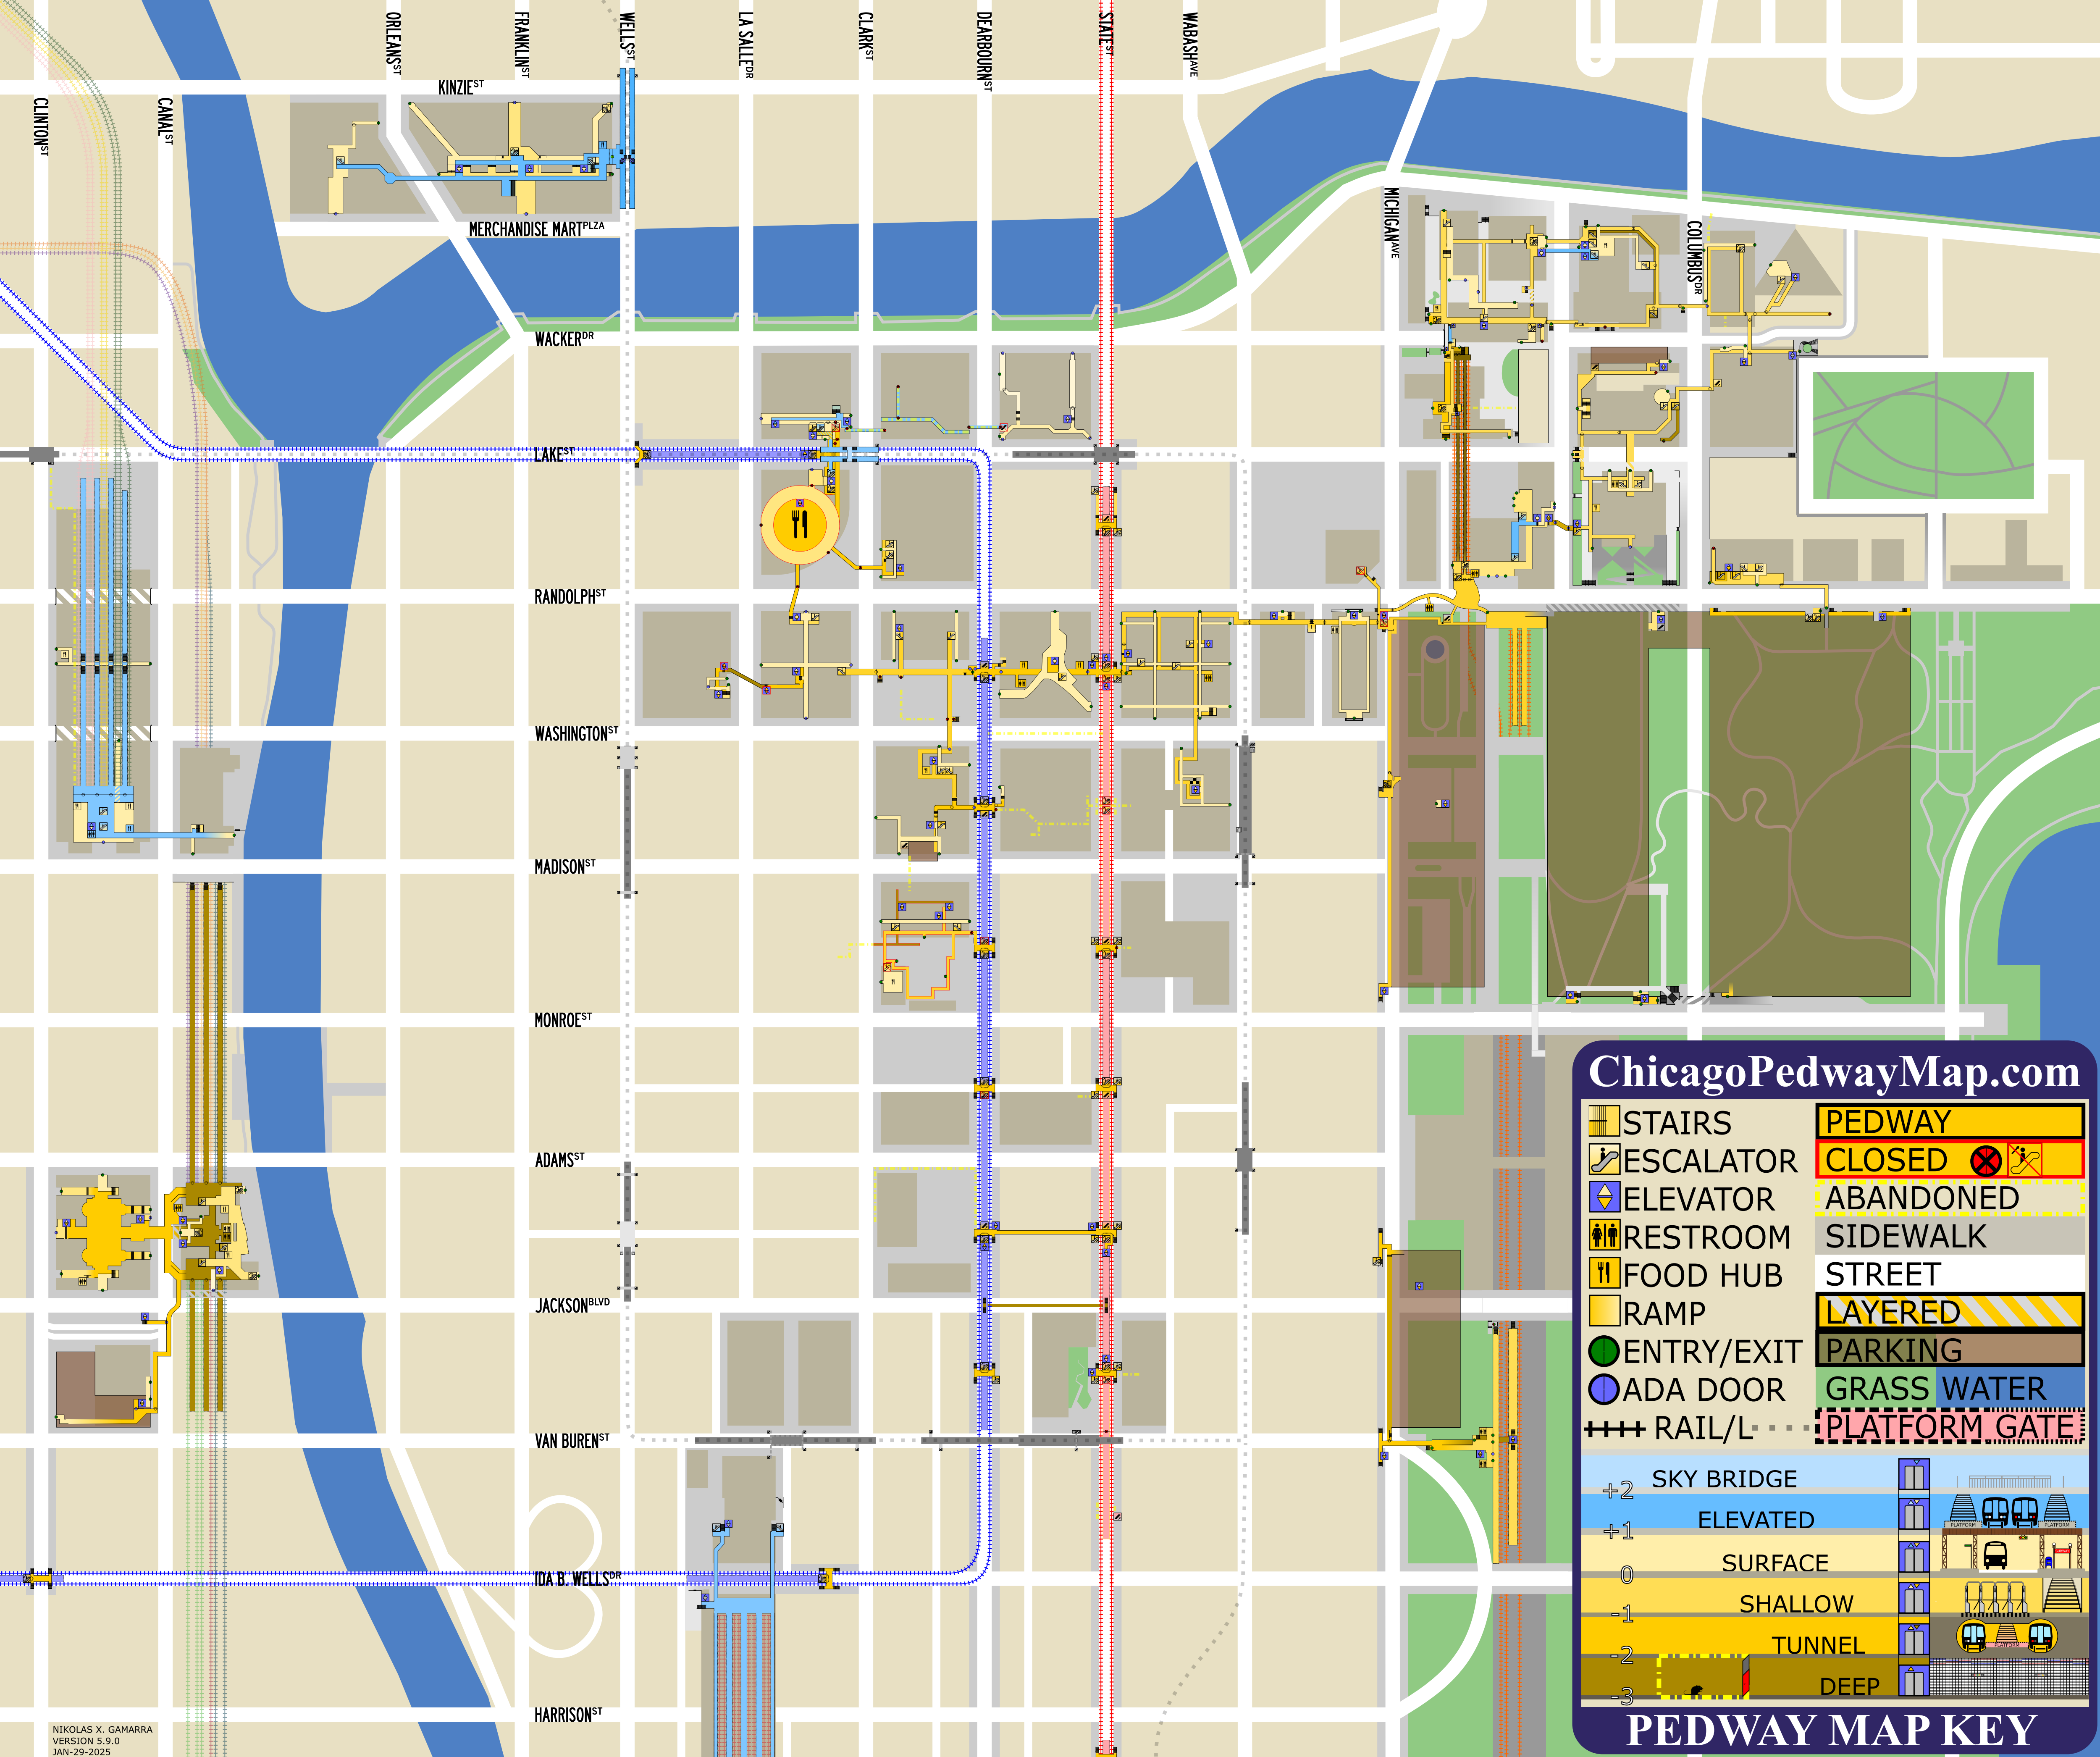 ORLEANS ST
FRANKLIN ST
WELLS ST
LA SALLE DR
CLARK ST
DEARBOURN ST
STATE ST
WABASH AVE
KINZIE ST
CLINTON ST
CANAL ST
MERCHANDISE MART PLZA
MICHIGAN AVE
COLUMBUS DR
WACKER DR
LAKE ST
RANDOLPH ST
WASHINGTON ST
MADISON ST
MONROE ST
ADAMS ST
JACKSON BLVD
VAN BUREN ST
IDA B. WELLS DR
HARRISON ST
NIKOLAS X. GAMARRA
VERSION 5.9.0
JAN-29-2025
ChicagoPedwayMap.com
STAIRS
ESCALATOR
ELEVATOR
RESTROOM
FOOD HUB
RAMP
ENTRY/EXIT
ADA DOOR
RAIL/L
PEDWAY
CLOSED
ABANDONED
SIDEWALK
STREET
LAYERED
PARKING
GRASS WATER
PLATFORM GATE
SKY BRIDGE
+2
ELEVATED
PLATFORM PLATFORM
+1
SURFACE
0
SHALLOW
-1
TUNNEL
PLATFORM
-2
DEEP
-3
PEDWAY MAP KEY